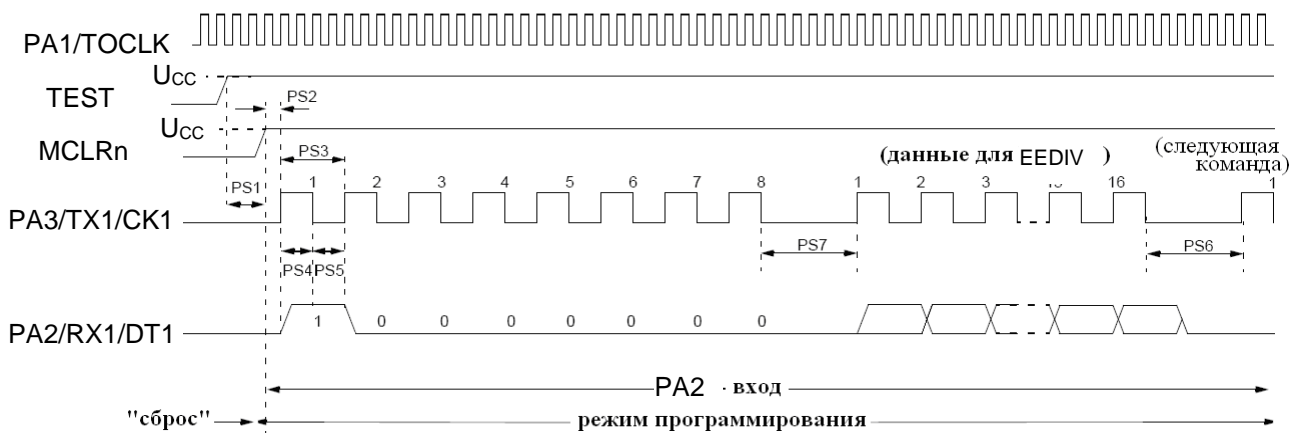 PA1/TOCLK
UCC
TEST
PS2
UCC
MCLRn
PS3
(данные для EEDIV )
(следующая
команда)
PS1
1 2 3 4 5 6 7 8 1 2 3 16 1
PA3/TX1/CK1
PS4 PS5 PS7 PS6
PA2/RX1/DT1
1 0 0 0 0 0 0 0
PA2 · вход
"сброс" режим программирования